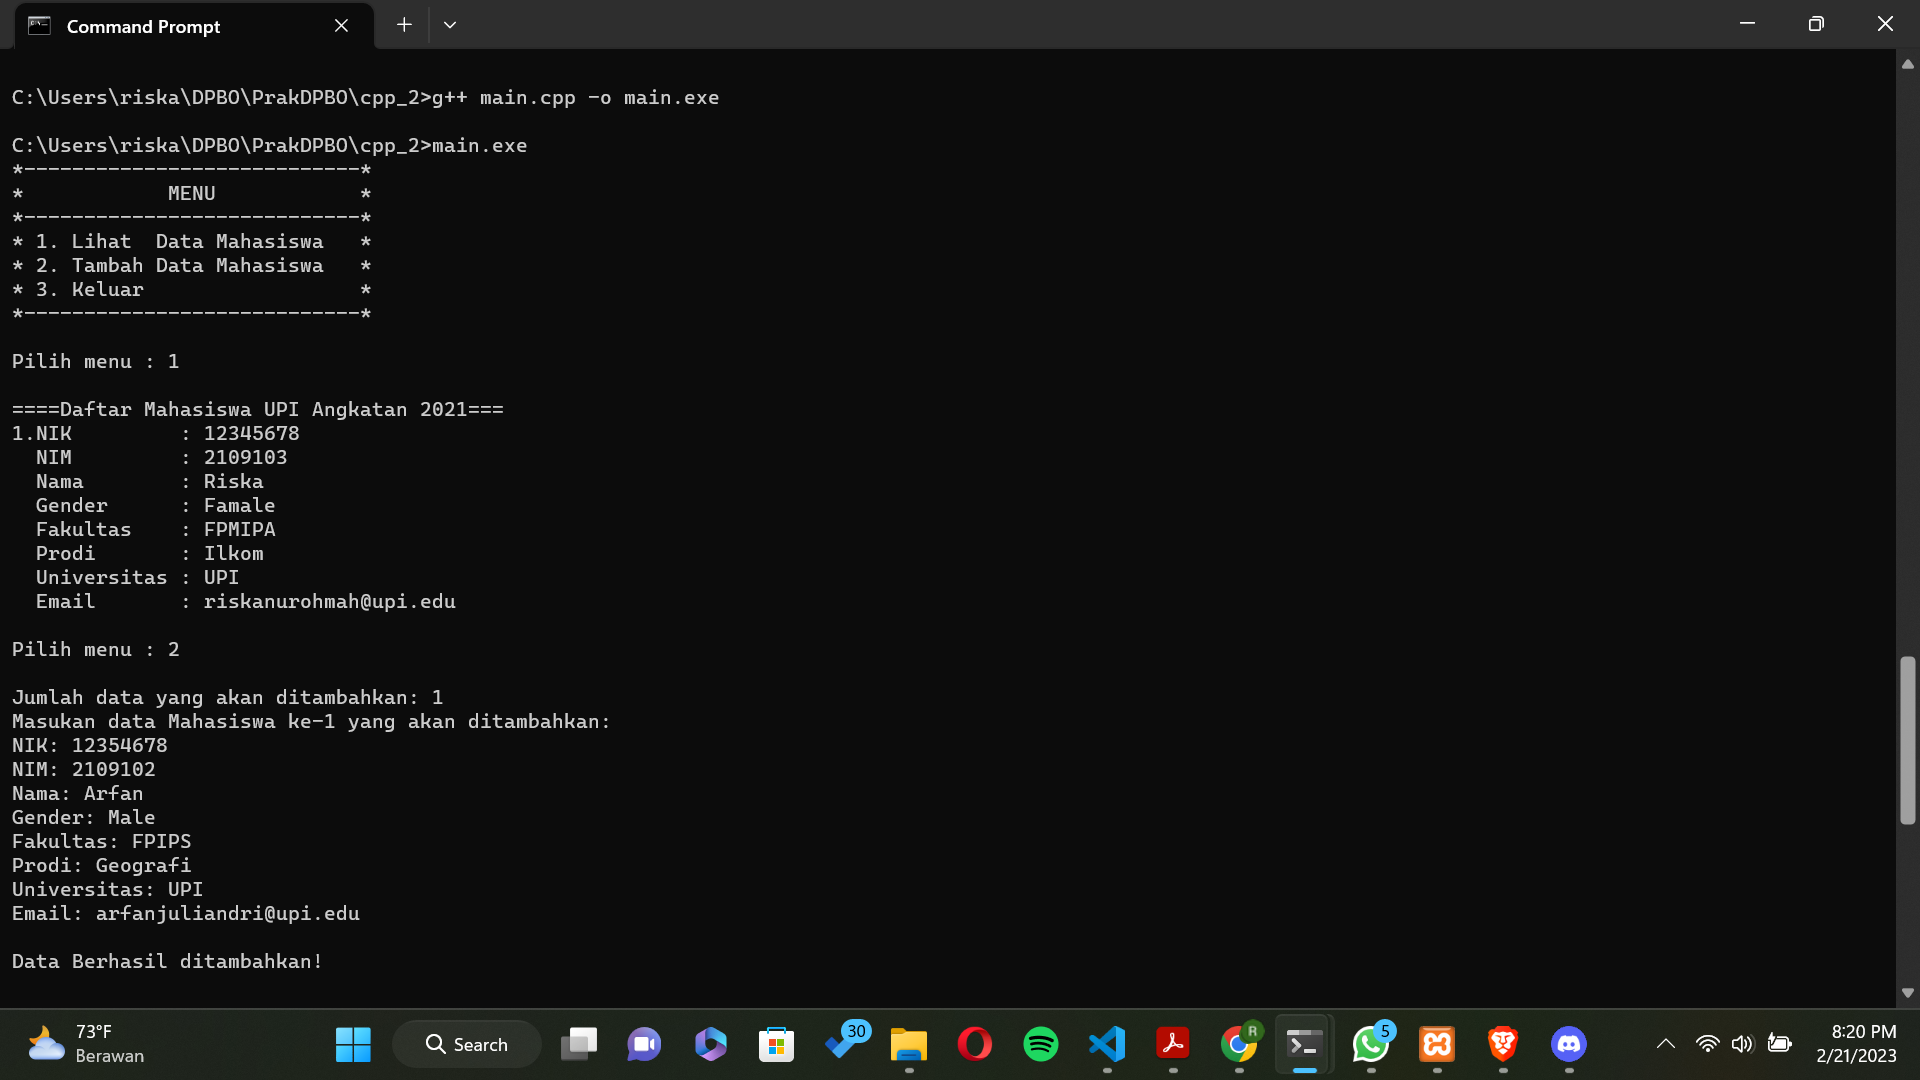 Command Prompt
C:\Users\riska\DPBO\PrakDPBO\cpp_2>g++ main.cpp -o main.exe
C:\Users\riska\DPBO\PrakDPBO\cpp_2>main.exe
*----------------------------*
*            MENU            *
*----------------------------*
* 1. Lihat  Data Mahasiswa   *
* 2. Tambah Data Mahasiswa   *
* 3. Keluar                  *
*----------------------------*
Pilih menu : 1
====Daftar Mahasiswa UPI Angkatan 2021===
1.NIK         : 12345678
  NIM         : 2109103
  Nama        : Riska
  Gender      : Famale
  Fakultas    : FPMIPA
  Prodi       : Ilkom
  Universitas : UPI
  Email       : riskanurohmah@upi.edu
Pilih menu : 2
Jumlah data yang akan ditambahkan: 1
Masukan data Mahasiswa ke-1 yang akan ditambahkan:
NIK: 12354678
NIM: 2109102
Nama: Arfan
Gender: Male
Fakultas: FPIPS
Prodi: Geografi
Universitas: UPI
Email: arfanjuliandri@upi.edu
Data Berhasil ditambahkan!
73°F
Berawan
Search
30
R
5
8:20 PM
2/21/2023